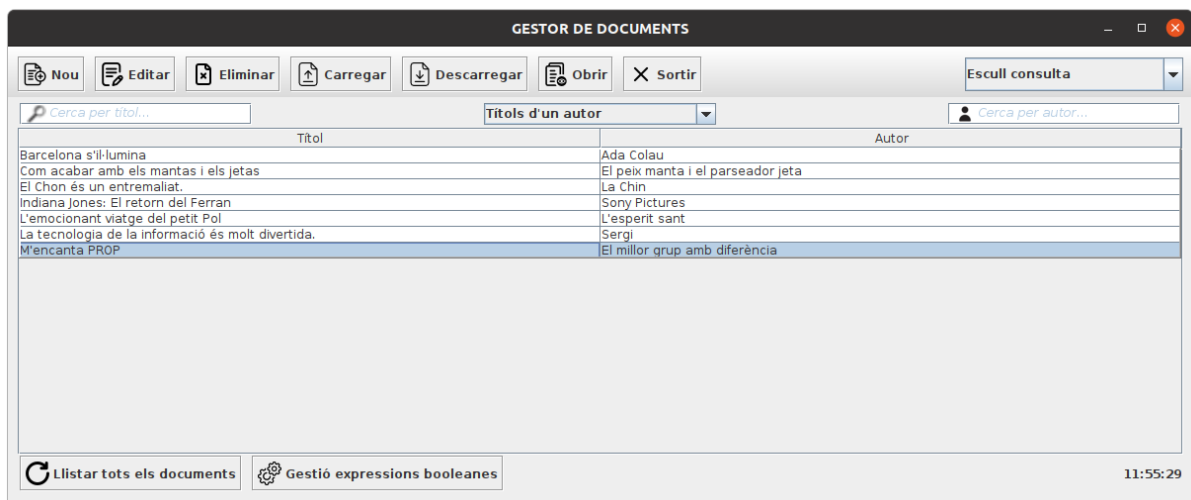 GESTOR DE DOCUMENTS
Nou Editar Eliminar Carregar Descarregar Obrir Sortir Escull consulta
Cerca per títol... Títols d'un autor Cerca per autor...
Títol Autor
Barcelona s'il·lumina Ada Colau
Com acabar amb els mantas i els jetas El peix manta i el parseador jeta
El Chon és un entremaliat. La Chin
Indiana Jones: El retorn del Ferran Sony Pictures
L'emocionant viatge del petit Pol L'esperit sant
La tecnologia de la informació és molt divertida. Sergi
M'encanta PROP El millor grup amb diferència
Llistar tots els documents Gestió expressions booleanes 11:55:29